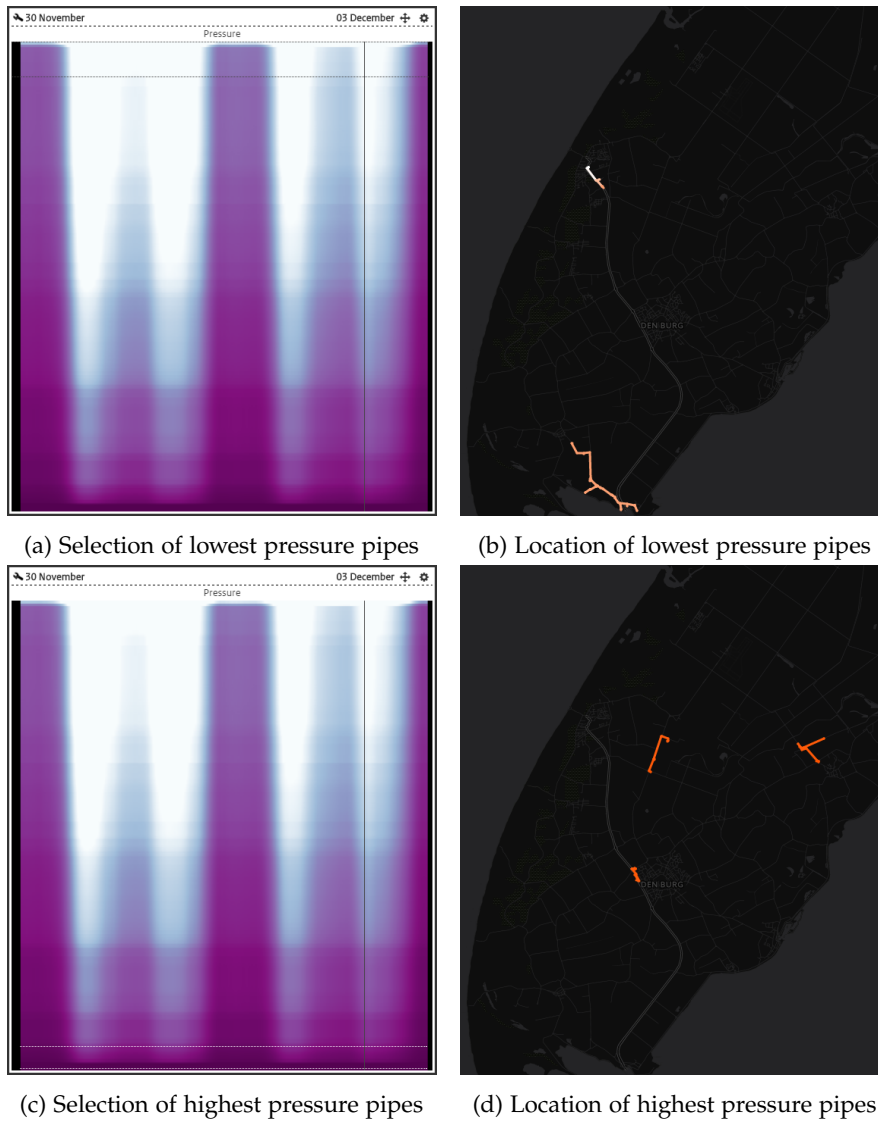 30 November 03 December
Pressure
DEN BURG
(a) Selection of lowest pressure pipes (b) Location of lowest pressure pipes
30 November 03 December
Pressure
DEN BURG
(c) Selection of highest pressure pipes (d) Location of highest pressure pipes